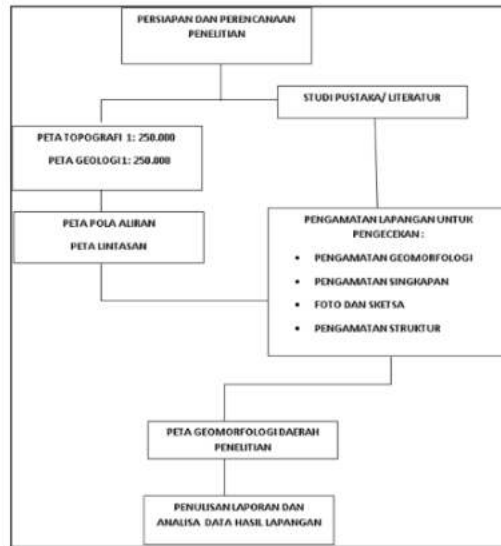 PERSIAPAN DAN PERENCANAAN
PENELITIAN
STUDI PUSTAKA/ LITERATUR
PETA TOPOGRAFI 1: 250.000
PETA GEOLOGI 1: 250.000
PETA POLA ALIRAN
PETA LINTASAN
PENGAMATAN LAPANGAN UNTUK
PENGECEKAN :
• PENGAMATAN GEOMORFOLOGI
• PENGAMATAN SINGKAPAN
• FOTO DAN SKETSA
• PENGAMATAN STRUKTUR
PETA GEOMORFOLOGI DAERAH
PENELITIAN
PENULISAN LAPORAN DAN
ANALISA DATA HASIL LAPANGAN